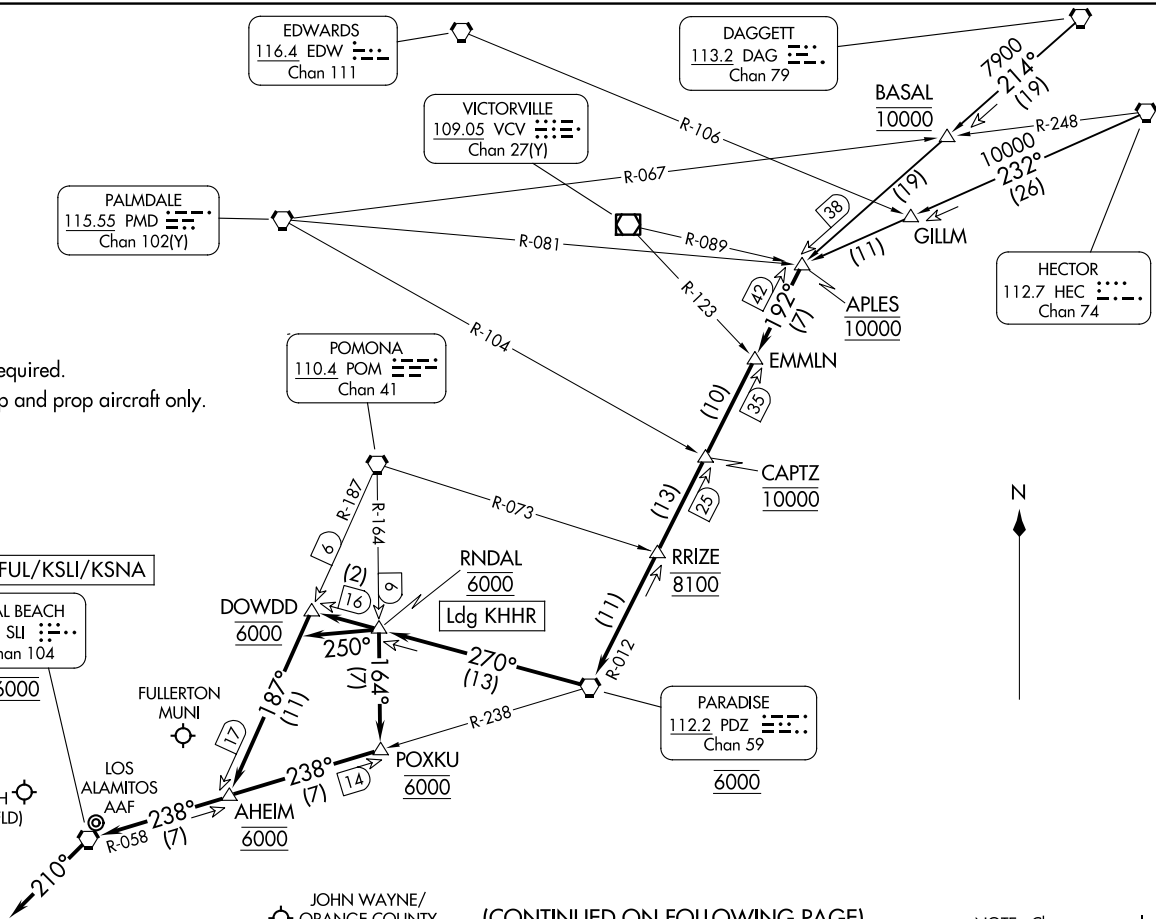 EDWARDS
116.4 EDW
Chan 111
DAGGETT
113.2 DAG
Chan 79
7900
214°
(19)
BASAL
10000
VICTORVILLE
109.05 VCV
Chan 27(Y)
R-106
R-248
10000
232°
(26)
R-067
(19)
PALMDALE
115.55 PMD
Chan 102(Y)
38
R-081
R-089
(11)
GILLM
HECTOR
112.7 HEC
Chan 74
42
192°
(7)
APLES
10000
R-123
R-104
EMMLN
POMONA
110.4 POM
Chan 41
equired.
p and prop aircraft only.
(10)
35
CAPTZ
10000
N
R-187
R-164
R-073
(13)
25
RRIZE
8100
6
9
RNDAL
6000
Ldg KHHR
FUL/KSLI/KSNA
(2)
16
DOWDD
6000
(11)
R-012
AL BEACH
SLI
han 104
6000
250°
270°
(13)
164°
(7)
187°
(11)
PARADISE
112.2 PDZ
Chan 59
6000
R-238
FULLERTON
MUNI
17
POXKU
6000
238°
(7)
14
LOS
ALAMITOS
AAF
H
LD)
AHEIM
6000
238°
(7)
R-058
210°
JOHN WAYNE/
ORANGE COUNTY
(CONTINUED ON FOLLOWING PAGE)